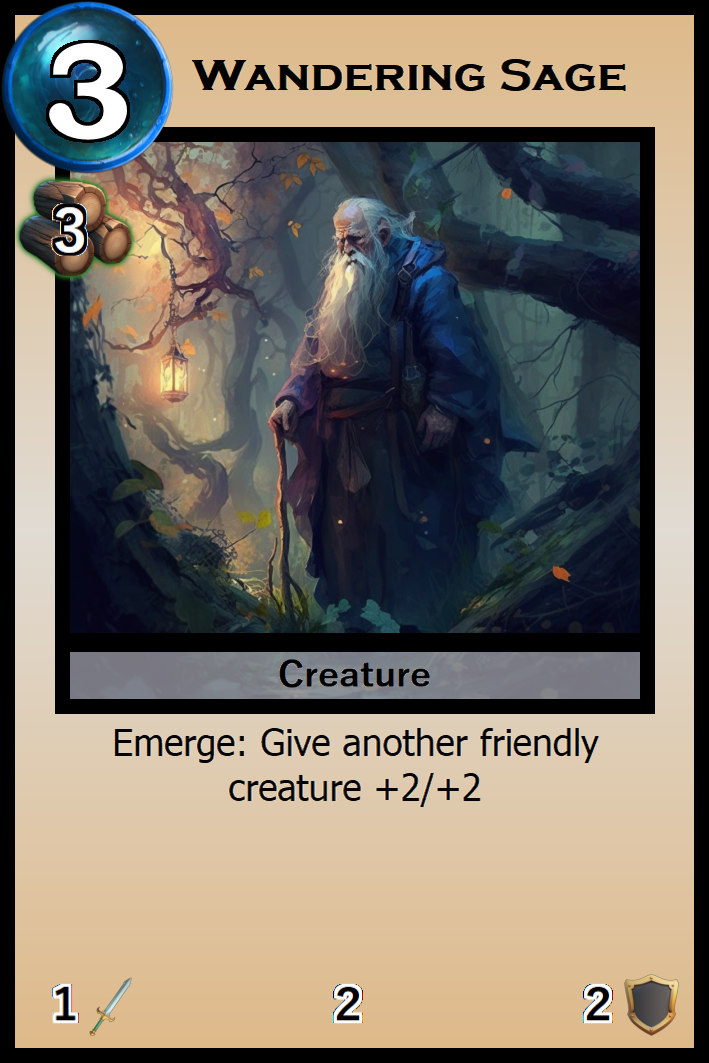 3
Wandering Sage
3
Creature
Emerge: Give another friendly
creature +2/+2
1 2 2